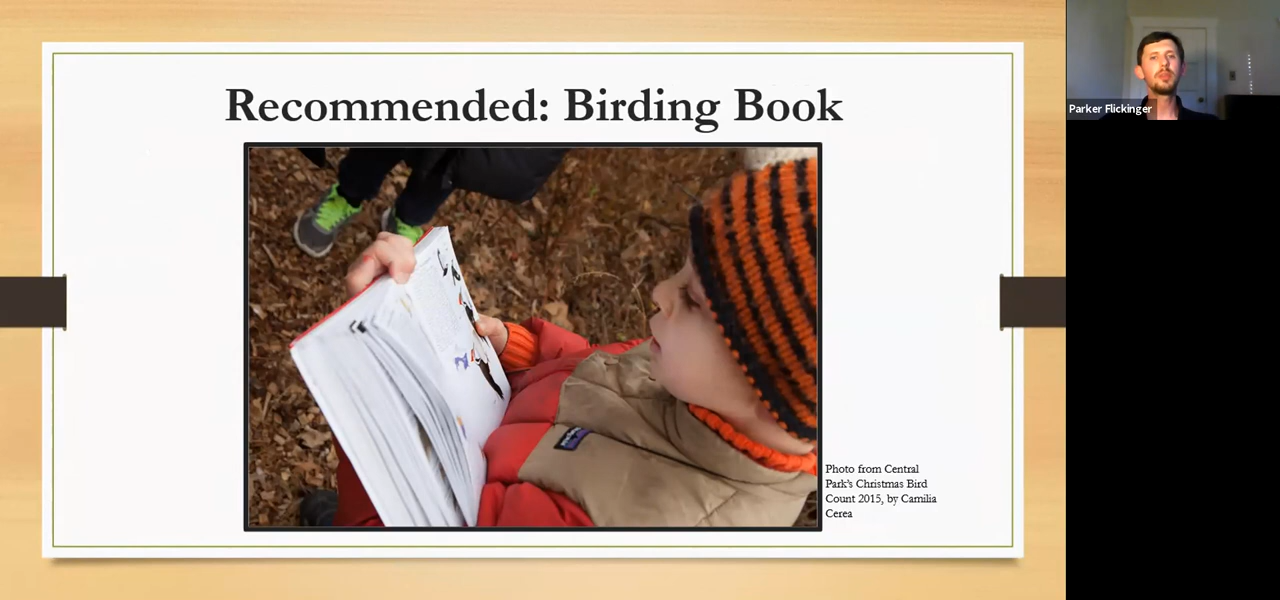 Recommended: Birding Book
Parker Flickinger
Photo from Central
Park's Christmas Bird
Count 2015, by Camilia
Cerea